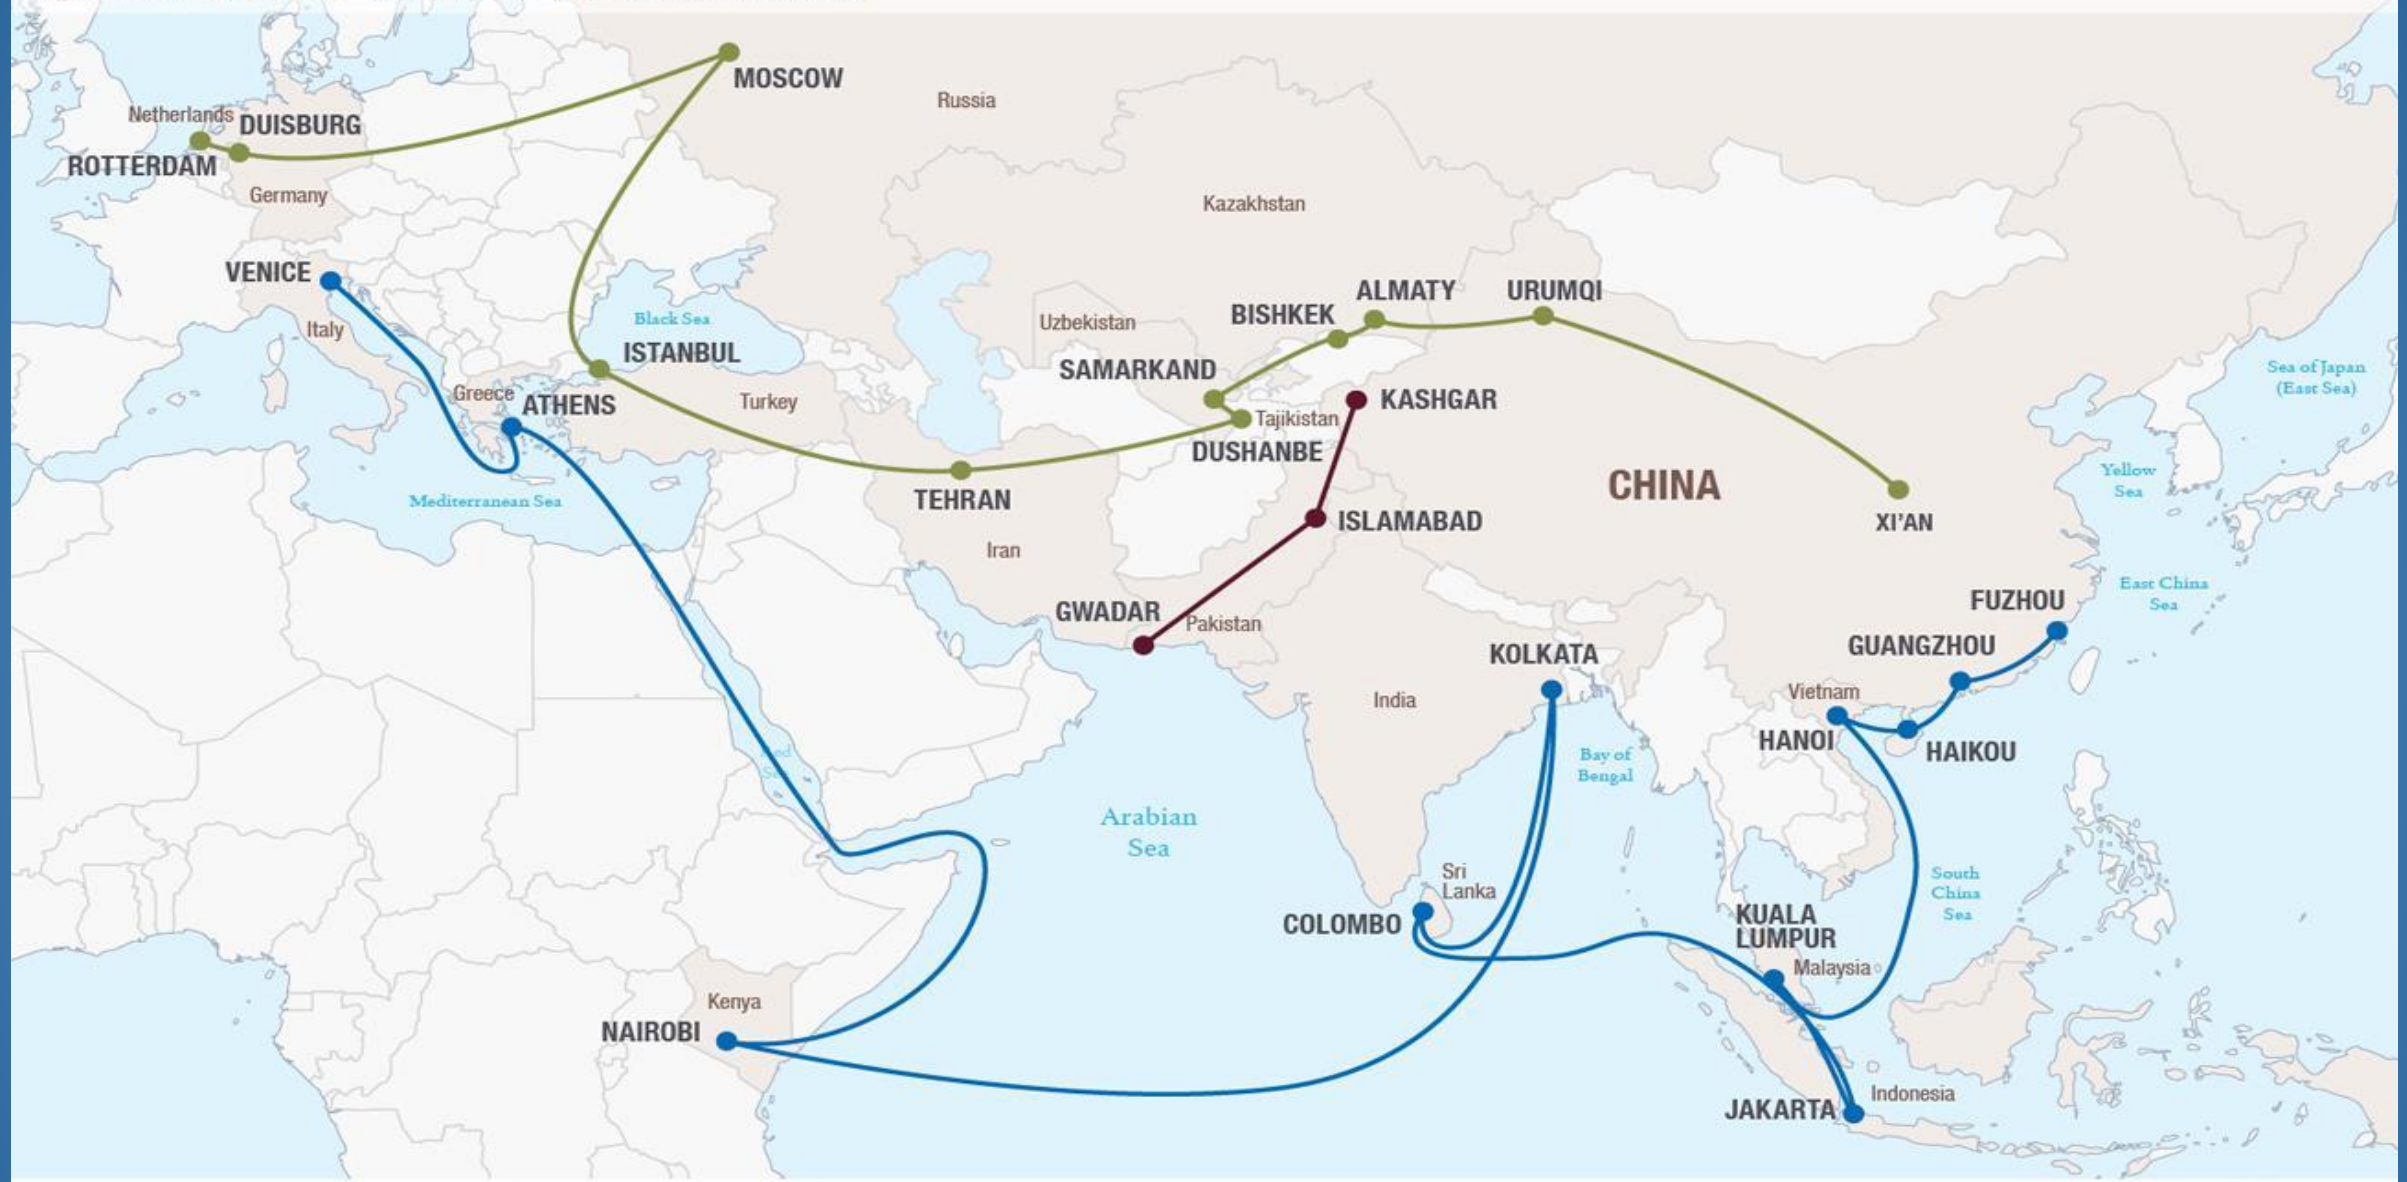 MOSCOW
Russia
Netherlands
DUISBURG
ROTTERDAM
Germany
Kazakhstan
VENICE
Italy
Black Sea
ISTANBUL
Uzbekistan
BISHKEK
ALMATY
URUMQI
SAMARKAND
Greece
ATHENS
Turkey
KASHGAR
Tajikistan
DUSHANBE
Sea of Japan
(East Sea)
Mediterranean Sea
TEHRAN
Iran
ISLAMABAD
CHINA
XI'AN
Yellow
Sea
East China
Sea
GWADAR
Pakistan
FUZHOU
GUANGZHOU
KOLKATA
India
Vietnam
HANOI
HAIKOU
Red
Sea
Bay of
Bengal
Arabian
Sea
Sri
Lanka
COLOMBO
South
China
Sea
KUALA
LUMPUR
Malaysia
Kenya
NAIROBI
JAKARTA
Indonesia